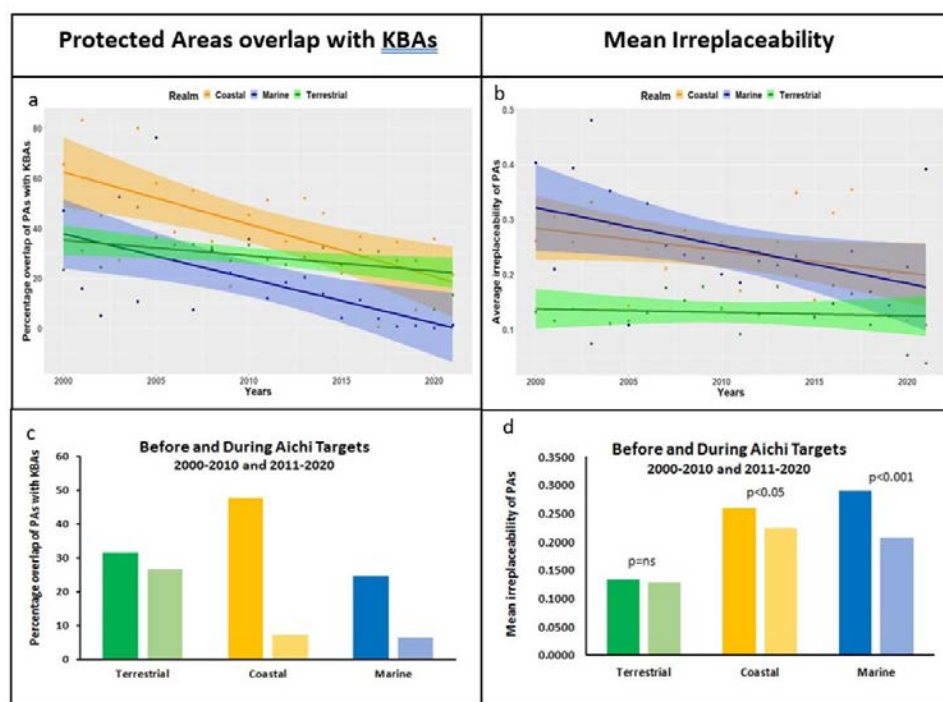 Protected Areas overlap with KBAs
Mean Irreplaceability
a
Realm Coastal Marine Terrestrial
Percentage overlap of PAs with KBAs
80
60
40
20
0
2000 2005 2010 2015 2020
Years
b
Realm Coastal Marine Terrestrial
Average irreplaceability of PAs
0.5
0.4
0.3
0.2
0.1
2000 2005 2010 2015 2020
Years
c
Before and During Aichi Targets
2000-2010 and 2011-2020
Percentage overlap of PAs with KBAs
60
50
40
30
20
10
0
Terrestrial Coastal Marine
d
Before and During Aichi Targets
2000-2010 and 2011-2020
Mean irreplaceability of PAs
0.3500
0.3000
0.2500
0.2000
0.1500
0.1000
0.0500
0.0000
p=ns
p<0.05
p<0.001
Terrestrial Coastal Marine